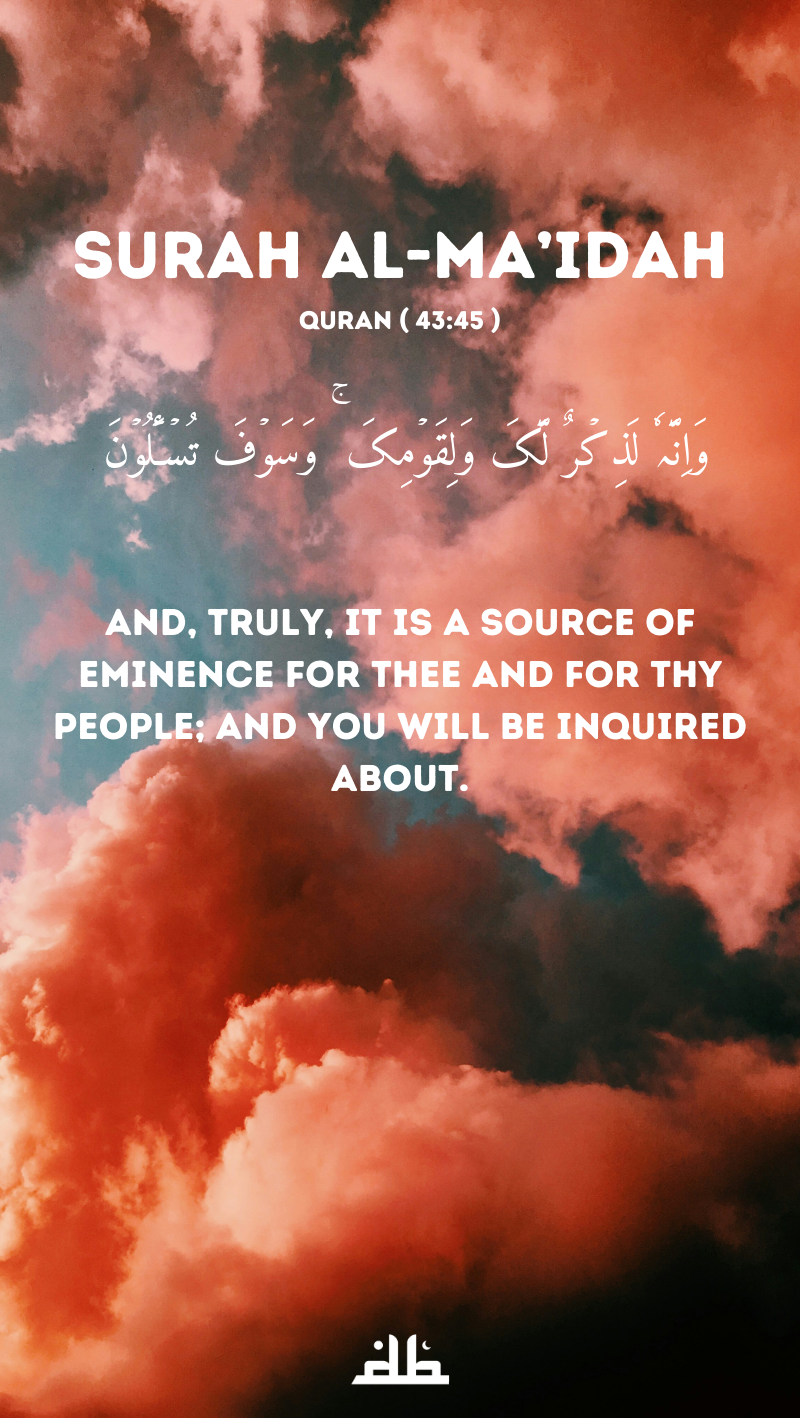 SURAH AL-MA'IDAH
QURAN ( 43:45 )
وَاِنَّہٗ لَذِکۡرٌ لَّکَ وَلِقَوۡمِکَ ۚ وَسَوۡفَ تُسۡـَٔلُوۡنَ
AND, TRULY, IT IS A SOURCE OF
EMINENCE FOR THEE AND FOR THY
PEOPLE; AND YOU WILL BE INQUIRED
ABOUT.